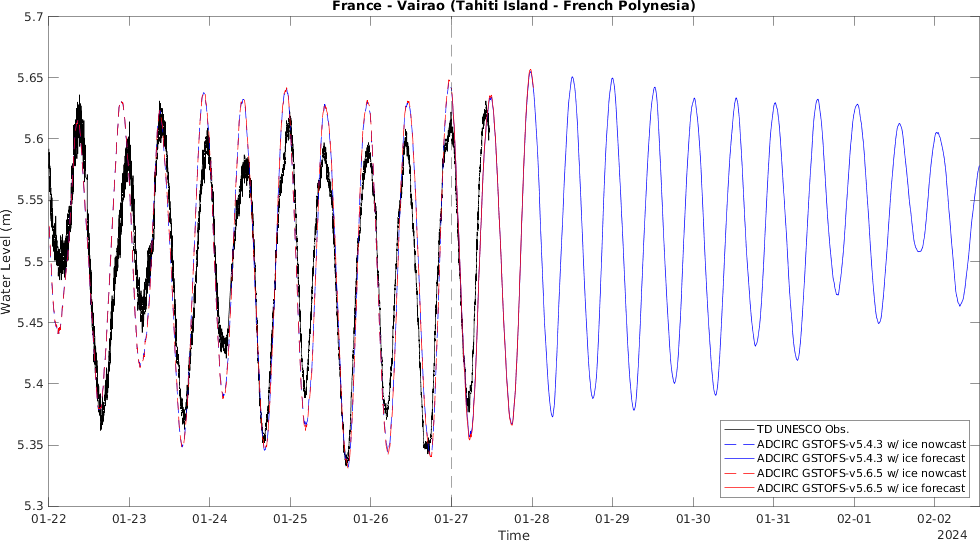 France - Vairao (Tahiti Island - French Polynesia)
5.7
5.65
5.6
5.55
5.5
5.45
5.4
5.35
5.3
Water Level (m)
01-22 01-23 01-24 01-25 01-26 01-27 01-28 01-29 01-30 01-31 02-01 02-02
Time
2024
TD UNESCO Obs.
ADCIRC GSTOFS-v5.4.3 w/ ice nowcast
ADCIRC GSTOFS-v5.4.3 w/ ice forecast
ADCIRC GSTOFS-v5.6.5 w/ ice nowcast
ADCIRC GSTOFS-v5.6.5 w/ ice forecast